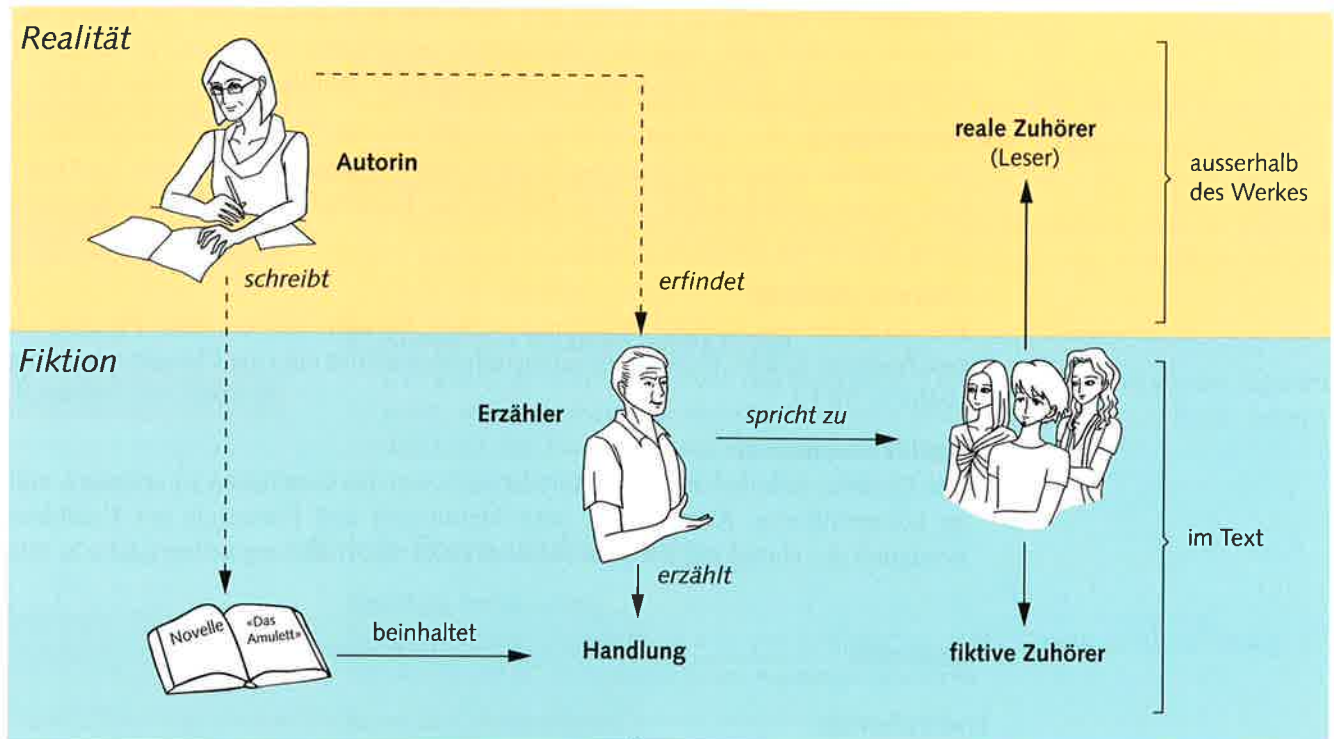 Realität
Autorin
reale Zuhörer
(Leser)
ausserhalb
des Werkes
schreibt
erfindet
Fiktion
Erzähler
spricht zu
im Text
erzählt
Novelle
«Das
Amulett»
beinhaltet
Handlung
fiktive Zuhörer